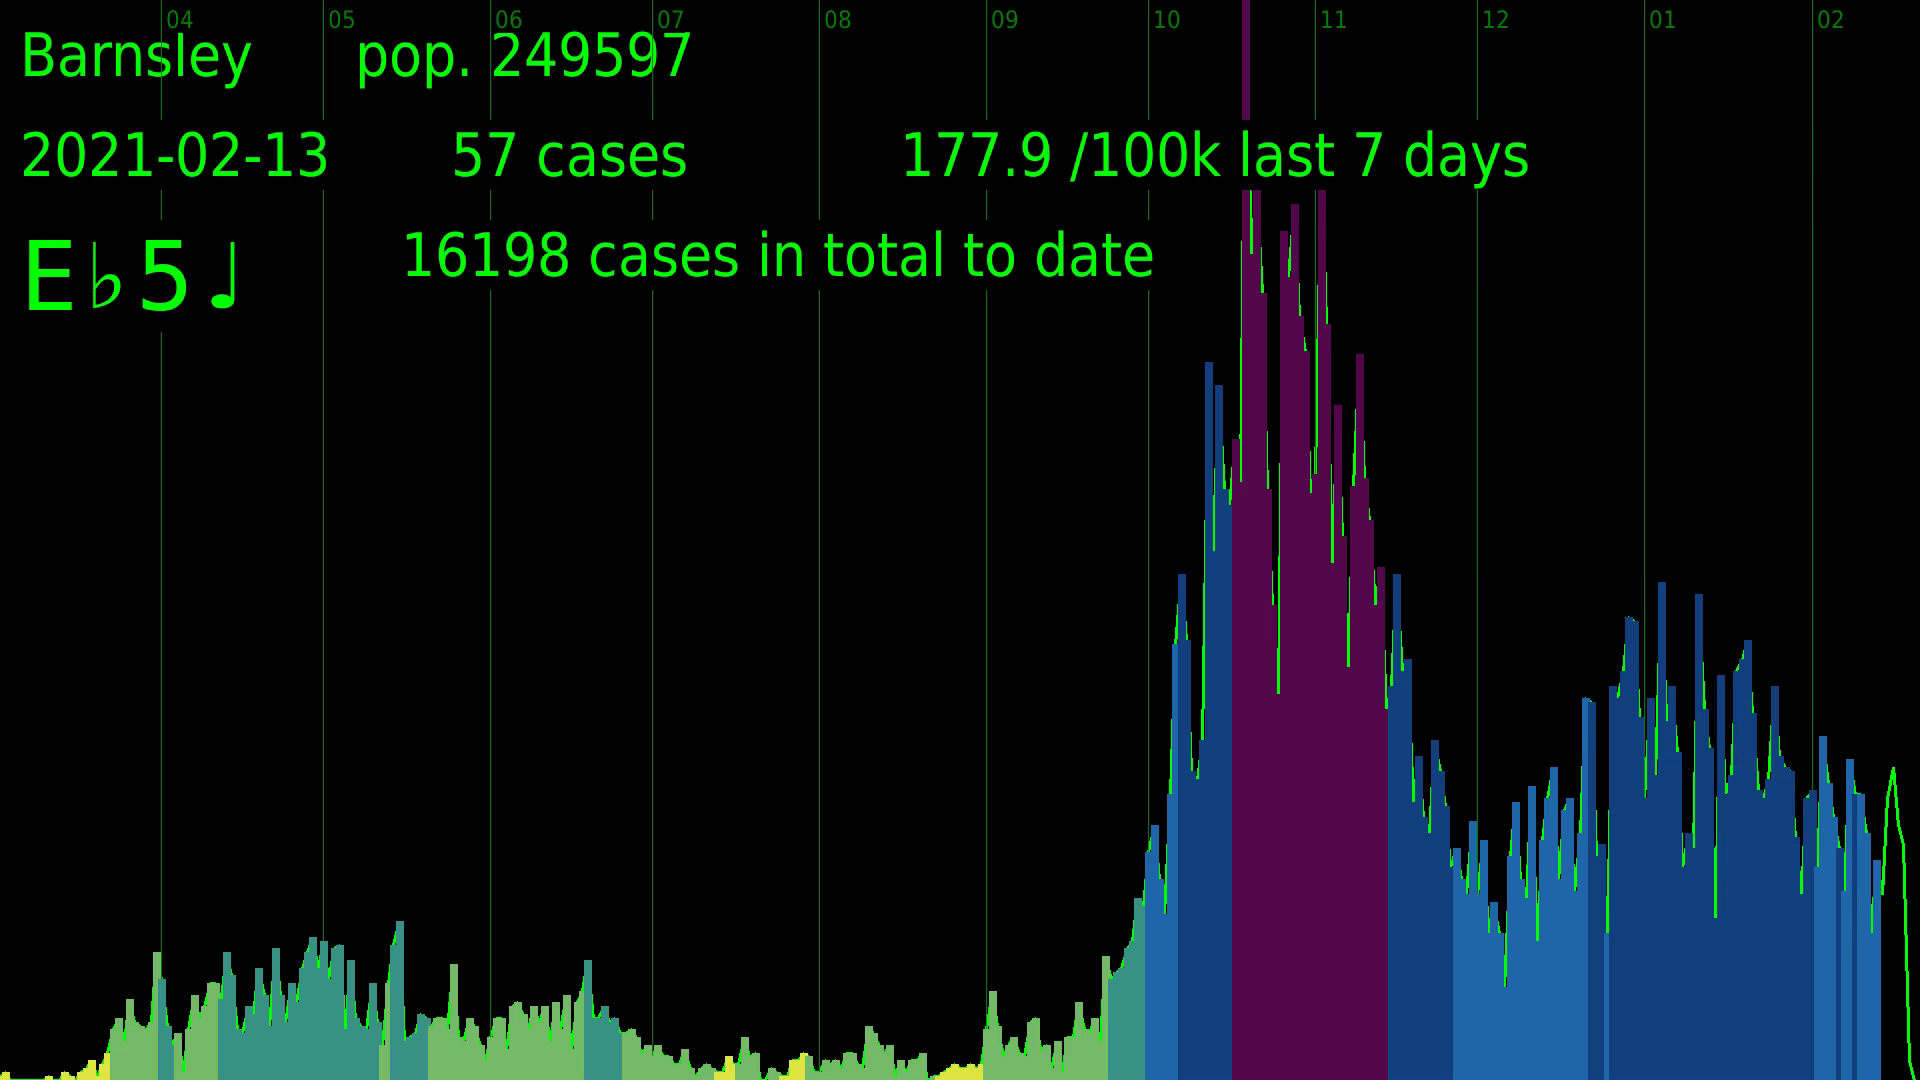 04 05 06 07 08 09 10 11 12 01 02
Barnsley pop. 249597
2021-02-13 57 cases 177.9 /100k last 7 days
E♭5♩ 16198 cases in total to date